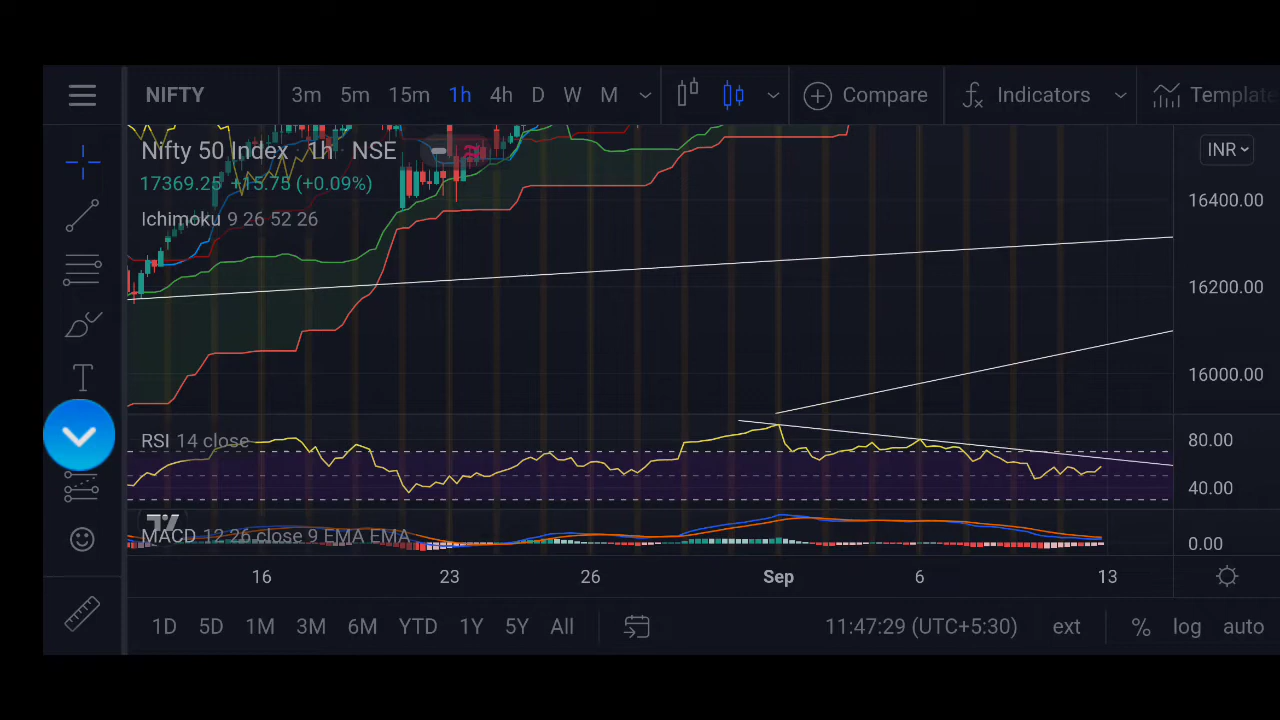 NIFTY 3m 5m 15m 1h 4h D W M Compare Indicators
Nifty 50 Index · 1h NSE INR
17369.25 +15.75 (+0.09%)
16400.00
Ichimoku 9 26 52 26
16200.00
T
16000.00
RSI 14 close 80.00
40.00
MACD 12 26 close 9 EMA EMA 0.00
16 23 26 Sep 6 13
1D 5D 1M 3M 6M YTD 1Y 5Y All 11:47:29 (UTC+5:30) ext % log auto